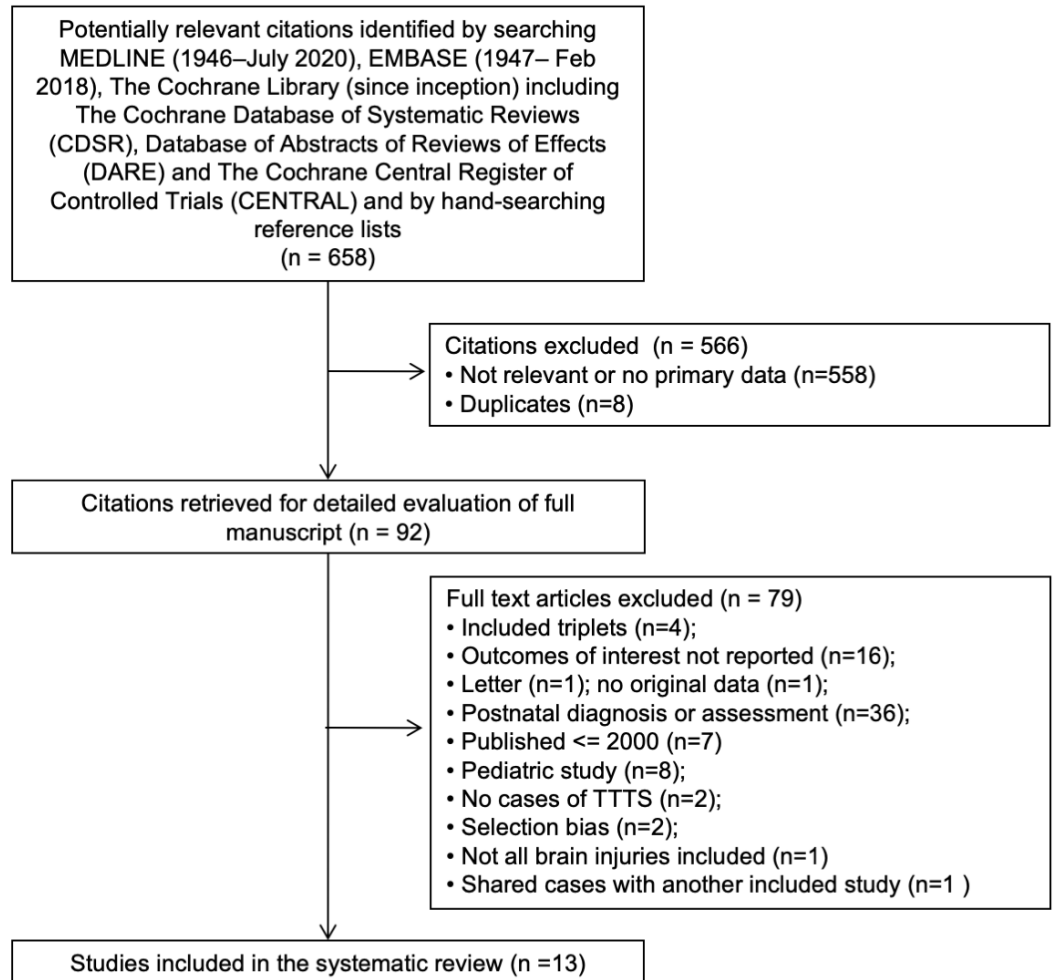 Potentially relevant citations identified by searching
MEDLINE (1946–July 2020), EMBASE (1947– Feb
2018), The Cochrane Library (since inception) including
The Cochrane Database of Systematic Reviews
(CDSR), Database of Abstracts of Reviews of Effects
(DARE) and The Cochrane Central Register of
Controlled Trials (CENTRAL) and by hand-searching
reference lists
(n = 658)
Citations excluded  (n = 566)
• Not relevant or no primary data (n=558)
• Duplicates (n=8)
Citations retrieved for detailed evaluation of full
manuscript (n = 92)
Full text articles excluded (n = 79)
• Included triplets (n=4);
• Outcomes of interest not reported (n=16);
• Letter (n=1); no original data (n=1);
• Postnatal diagnosis or assessment (n=36);
• Published <= 2000 (n=7)
• Pediatric study (n=8);
• No cases of TTTS (n=2);
• Selection bias (n=2);
• Not all brain injuries included (n=1)
• Shared cases with another included study (n=1 )
Studies included in the systematic review (n =13)